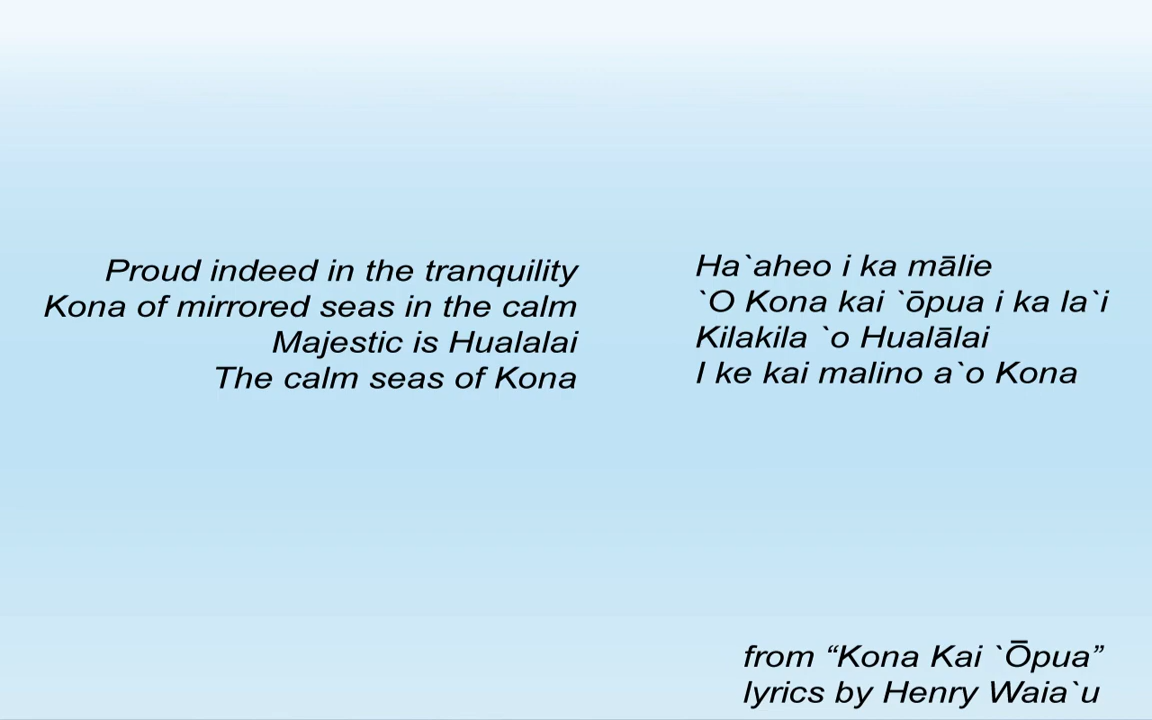 Proud indeed in the tranquility
Kona of mirrored seas in the calm
Majestic is Hualalai
The calm seas of Kona
Ha`aheo i ka mālie
`O Kona kai `ōpua i ka la`i
Kilakila `o Hualālai
I ke kai malino a`o Kona
from “Kona Kai `Ōpua”
lyrics by Henry Waia`u